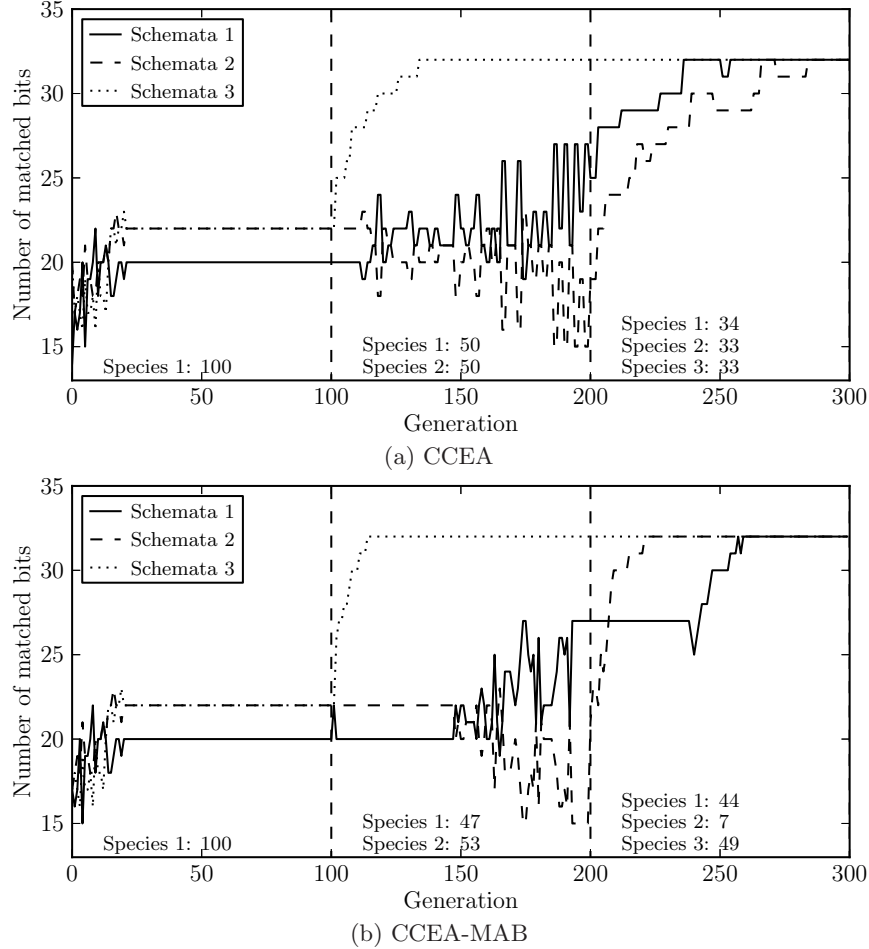 35
30
25
20
15
Number of matched bits
Schemata 1
Schemata 2
Schemata 3
Species 1: 100
Species 1: 50
Species 2: 50
Species 1: 34
Species 2: 33
Species 3: 33
0 50 100 150 200 250 300
Generation
(a) CCEA
35
30
25
20
15
Number of matched bits
Schemata 1
Schemata 2
Schemata 3
Species 1: 100
Species 1: 47
Species 2: 53
Species 1: 44
Species 2: 7
Species 3: 49
0 50 100 150 200 250 300
Generation
(b) CCEA-MAB